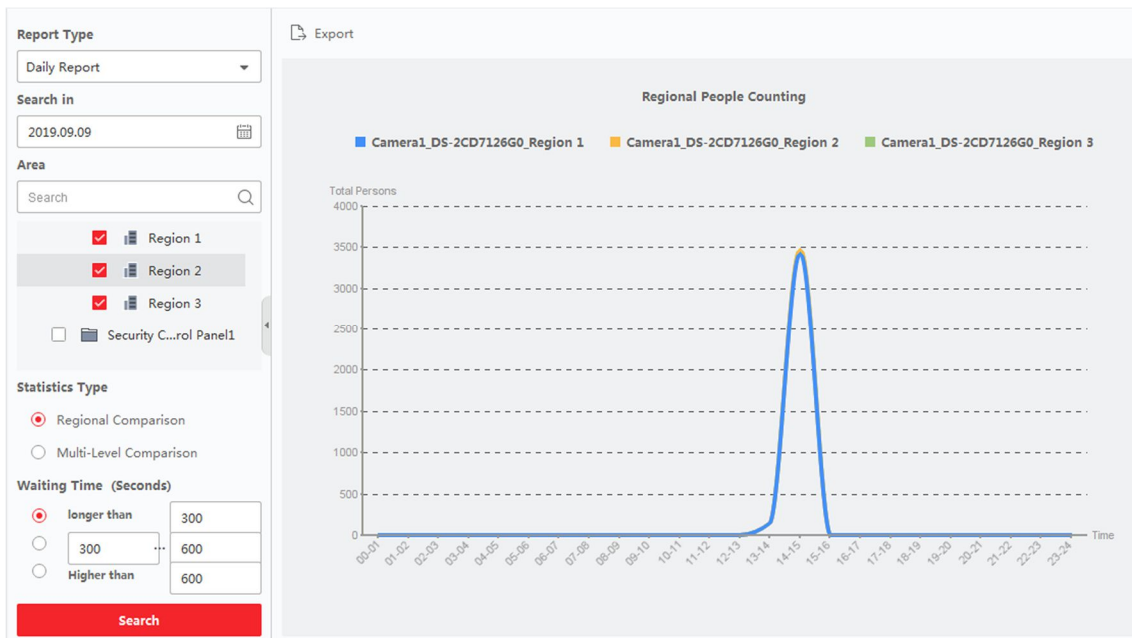 Report Type
Daily Report
Search in
2019.09.09
Area
Search
Region 1
Region 2
Region 3
Security C...rol Panel1
Statistics Type
Regional Comparison
Multi-Level Comparison
Waiting Time (Seconds)
longer than 300
300 ... 600
Higher than 600
Search
Export
Regional People Counting
Camera1_DS-2CD7126G0_Region 1 Camera1_DS-2CD7126G0_Region 2 Camera1_DS-2CD7126G0_Region 3
Total Persons
4000
3500
3000
2500
2000
1500
1000
500
0
Time
00-01 01-02 02-03 03-04 04-05 05-06 06-07 07-08 08-09 09-10 10-11 11-12 12-13 13-14 14-15 15-16 16-17 17-18 18-19 19-20 20-21 21-22 22-23 23-24